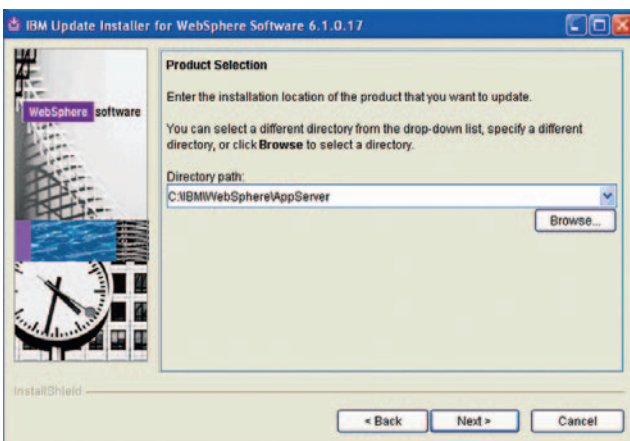 IBM Update Installer for WebSphere Software 6.1.0.17
WebSphere software
Product Selection
Enter the installation location of the product that you want to update.
You can select a different directory from the drop-down list, specify a different
directory, or click Browse to select a directory.
Directory path:
C:\IBM\WebSphere\AppServer
Browse...
InstallShield
< Back
Next >
Cancel